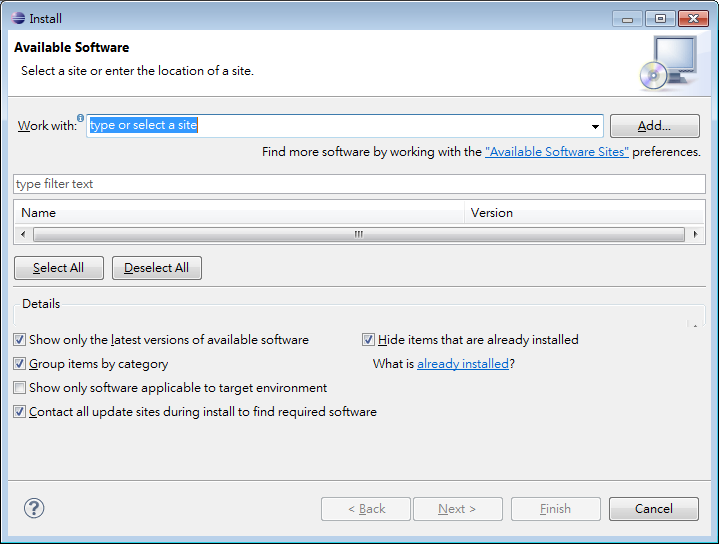 Install
Available Software
Select a site or enter the location of a site.
Work with: type or select a site Add...
Find more software by working with the "Available Software Sites" preferences.
type filter text
Name Version
Select All Deselect All
Details
Show only the latest versions of available software Hide items that are already installed
Group items by category What is already installed?
Show only software applicable to target environment
Contact all update sites during install to find required software
? < Back Next > Finish Cancel